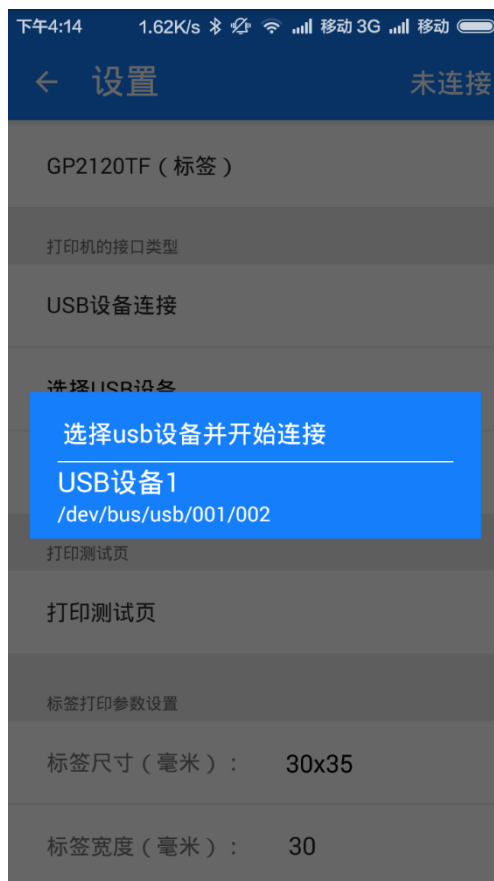 下午4:14 1.62K/s 移动 3G 移动
设置 未连接
GP2120TF（标签）
打印机的接口类型
USB设备连接
选择USB设备
选择usb设备并开始连接
USB设备1
/dev/bus/usb/001/002
打印测试页
打印测试页
标签打印参数设置
标签尺寸（毫米）： 30x35
标签宽度（毫米）： 30